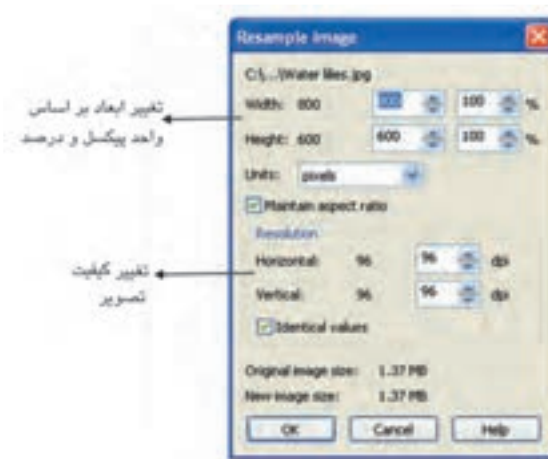 Resample Image
C:\,...\Water lilies.jpg
Width: 800 800 100 %
Height: 600 600 100 %
Units: pixels
Maintain aspect ratio
Resolution
Horizontal: 96 96 dpi
Vertical: 96 96 dpi
Identical values
Original image size: 1.37 MB
New image size: 1.37 MB
OK Cancel Help
تغییر ابعاد بر اساس
واحد پیکسل و درصد
تغییر کیفیت
تصویر